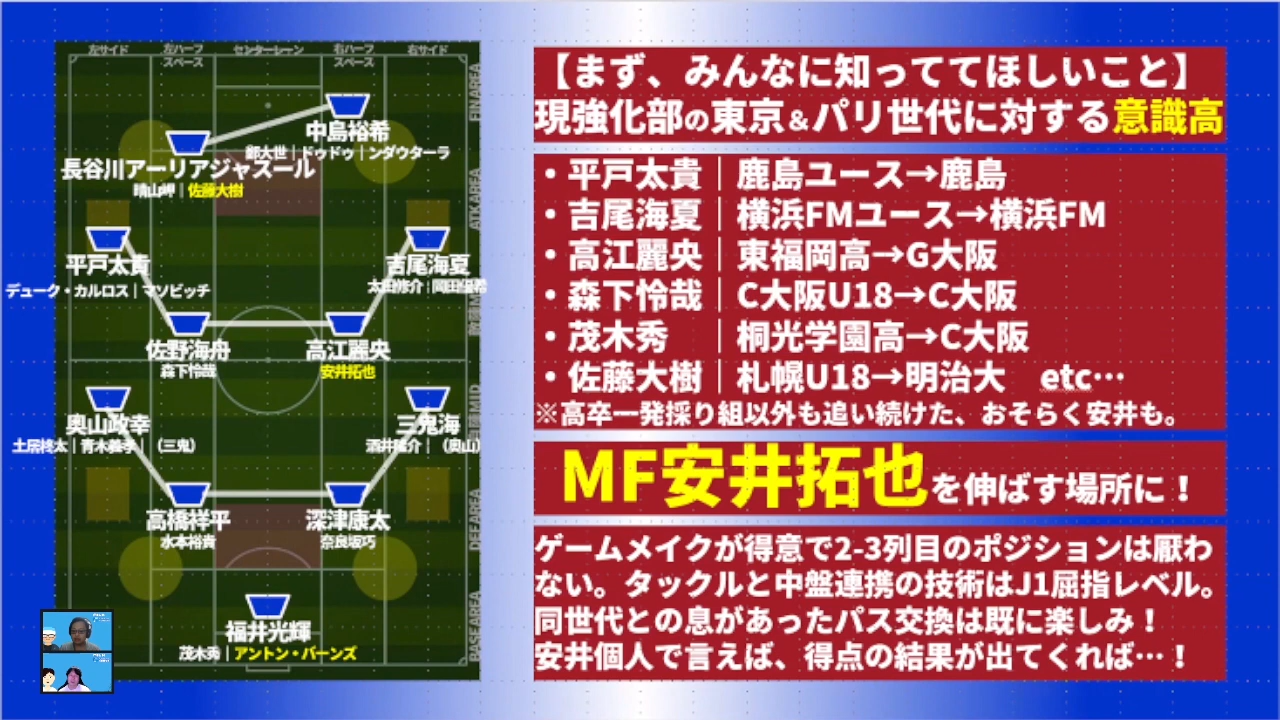 左サイド
左ハーフ
スペース
センターレーン
右ハーフ
スペース
右サイド
FIN AREA
中島裕希
鄭大世｜ドゥドゥ｜ンダウターラ
長谷川アーリアジャスール
晴山岬｜佐藤大樹
ATK AREA
平戸太貴
デューク・カルロス｜マソビッチ
吉尾海夏
太田修介｜岡田優希
佐野海舟
森下怜哉
高江麗央
安井拓也
奥山政幸
土居柊太｜青木義孝｜（三鬼）
三鬼海
酒井隆介｜（奥山）
高橋祥平
水本裕貴
深津康太
奈良坂巧
DEF AREA
福井光輝
茂木秀｜アントン・バーンズ
BASE AREA
【まず、みんなに知っててほしいこと】
現強化部の東京＆パリ世代に対する意識高
・平戸太貴｜鹿島ユース→鹿島
・吉尾海夏｜横浜FMユース→横浜FM
・高江麗央｜東福岡高→G大阪
・森下怜哉｜C大阪U18→C大阪
・茂木秀　｜桐光学園高→C大阪
・佐藤大樹｜札幌U18→明治大　etc…
※高卒一発採り組以外も追い続けた、おそらく安井も。
MF安井拓也を伸ばす場所に！
ゲームメイクが得意で2-3列目のポジションは厭わ
ない。タックルと中盤連携の技術はJ1屈指レベル。
同世代との息があったパス交換は既に楽しみ！
安井個人で言えば、得点の結果が出てくれば…！